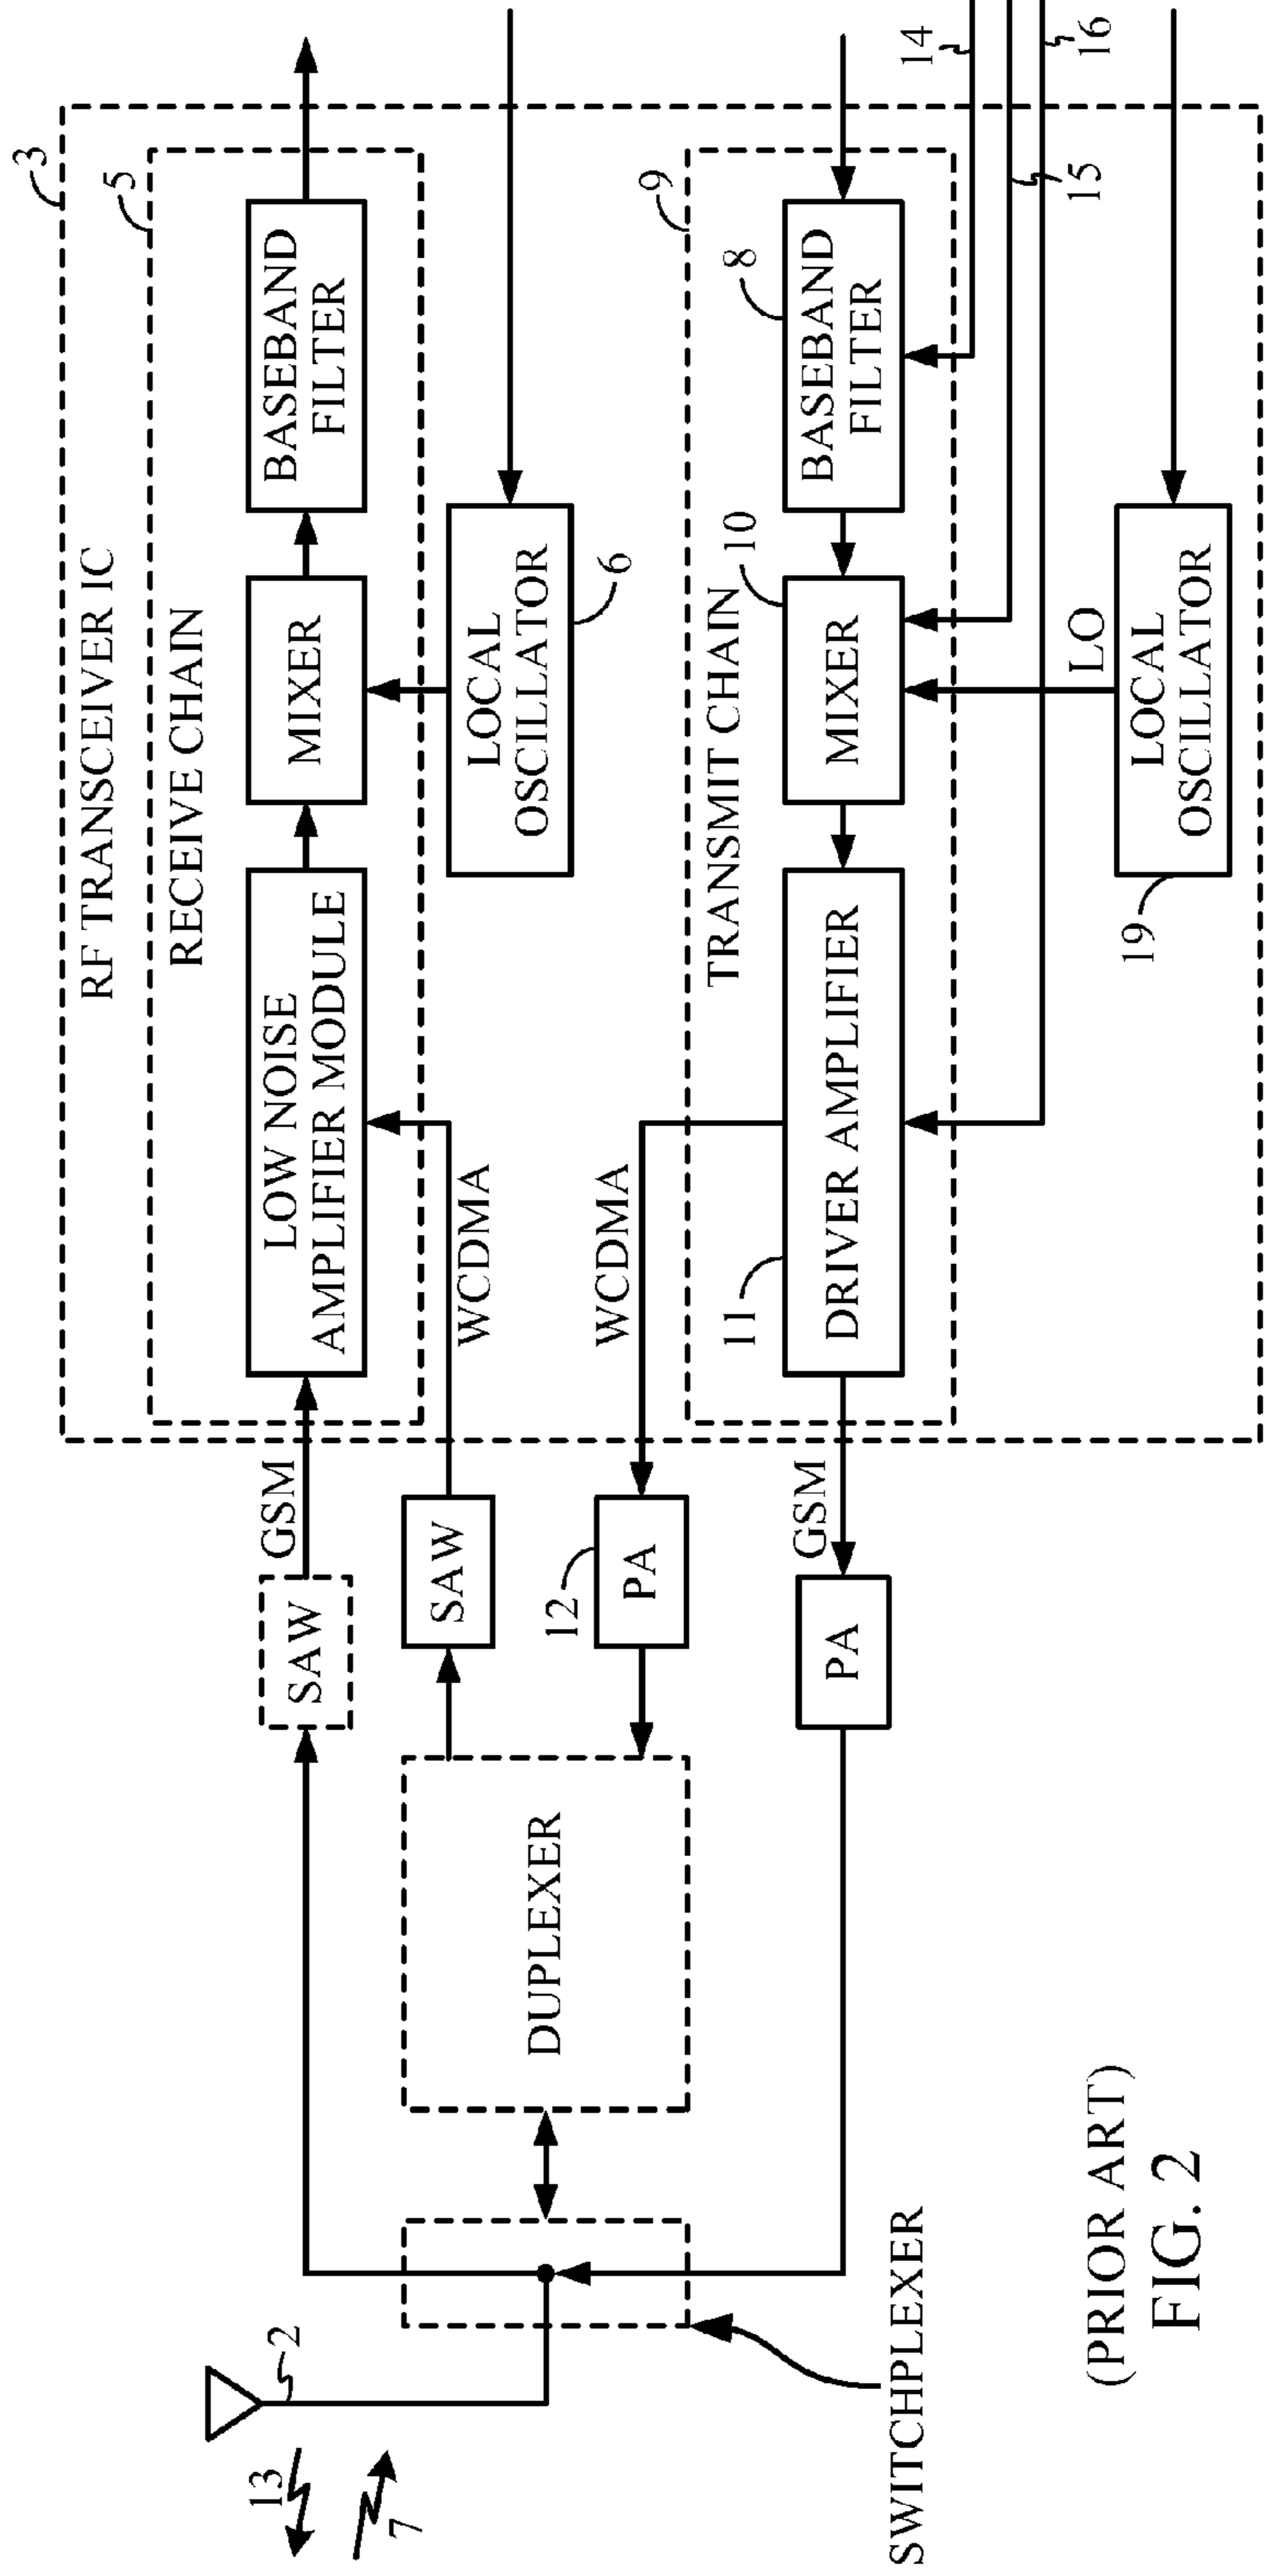 RF TRANSCEIVER IC
3
RECEIVE CHAIN
5
GSM
SAW
LOW NOISE
AMPLIFIER MODULE
MIXER
BASEBAND
FILTER
WCDMA
SAW
LOCAL
OSCILLATOR
6
2
13
7
DUPLEXER
12
PA
WCDMA
TRANSMIT CHAIN
9
GSM
PA
11
DRIVER AMPLIFIER
10
MIXER
8
BASEBAND
FILTER
14
15
16
LO
LOCAL
OSCILLATOR
19
SWITCHPLEXER
(PRIOR ART)
FIG. 2